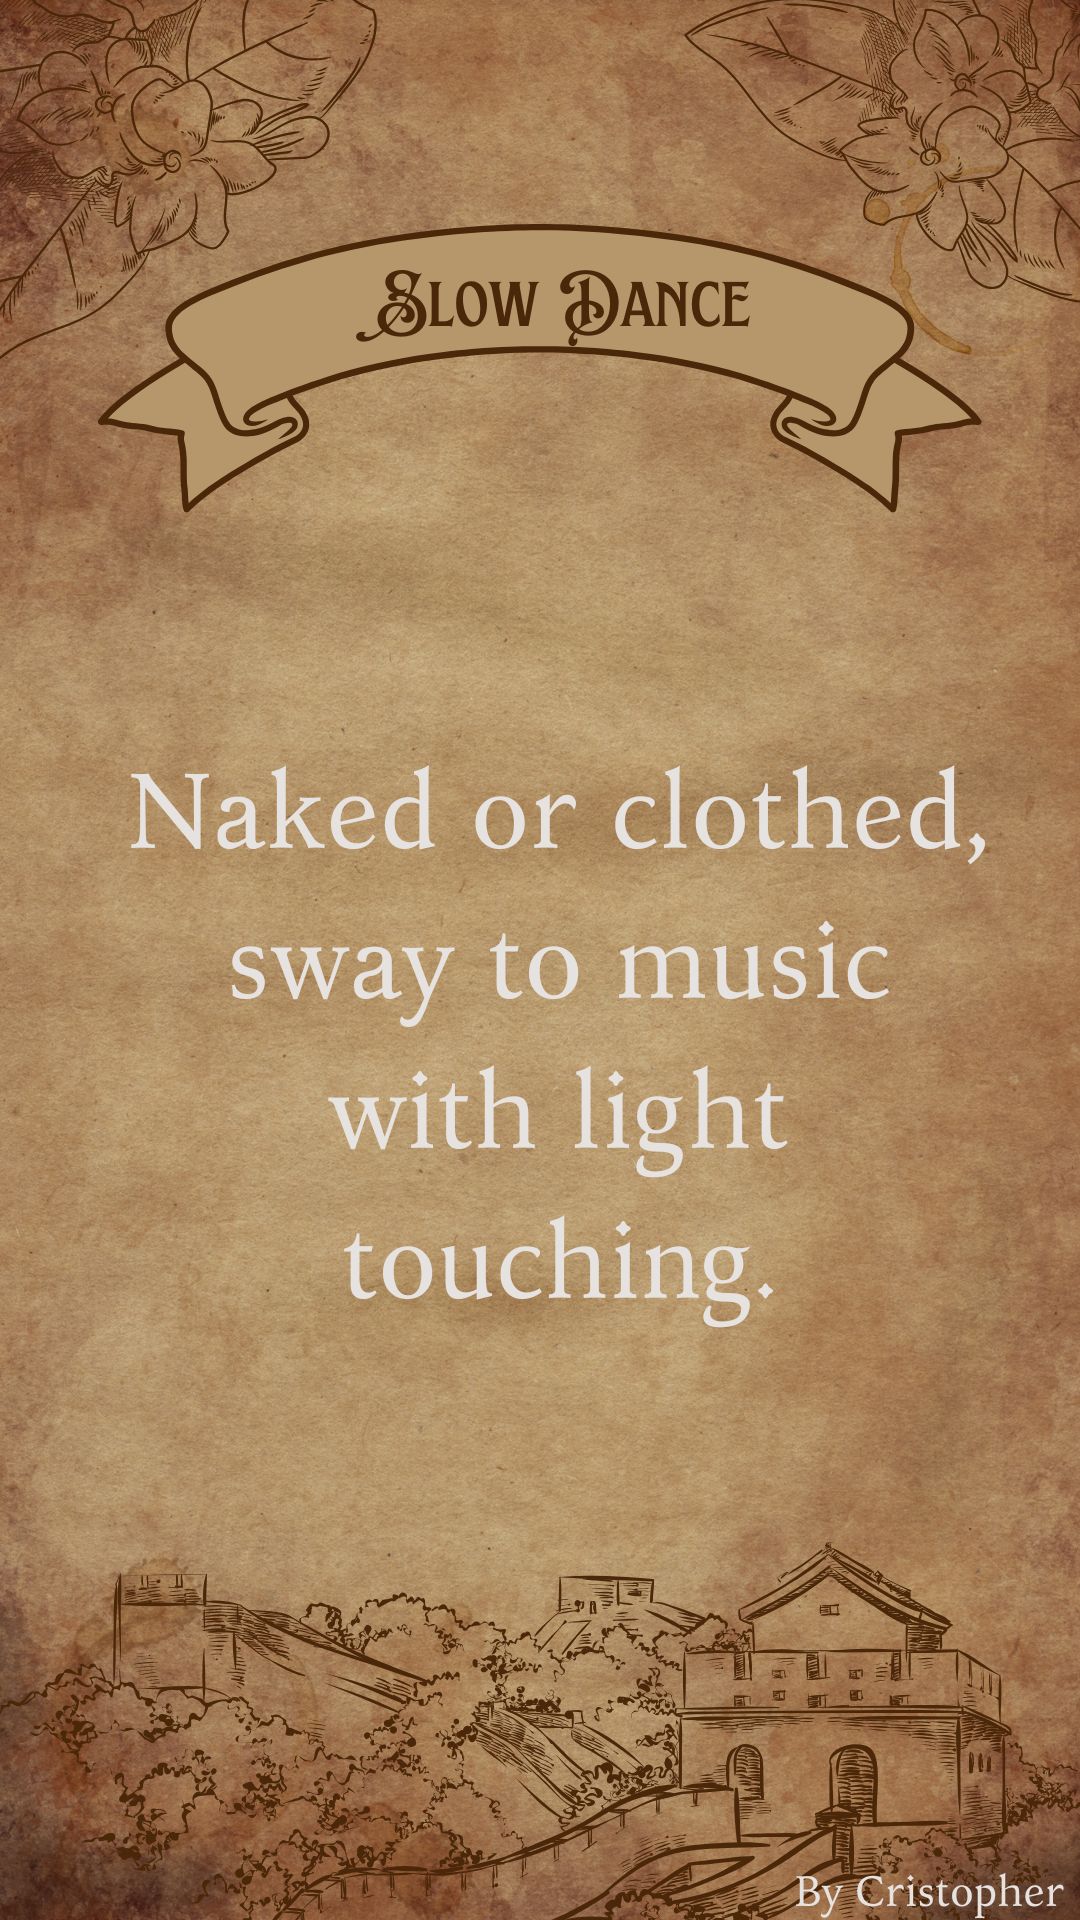 Slow Dance
Naked or clothed,
sway to music
with light
touching.
By Cristopher